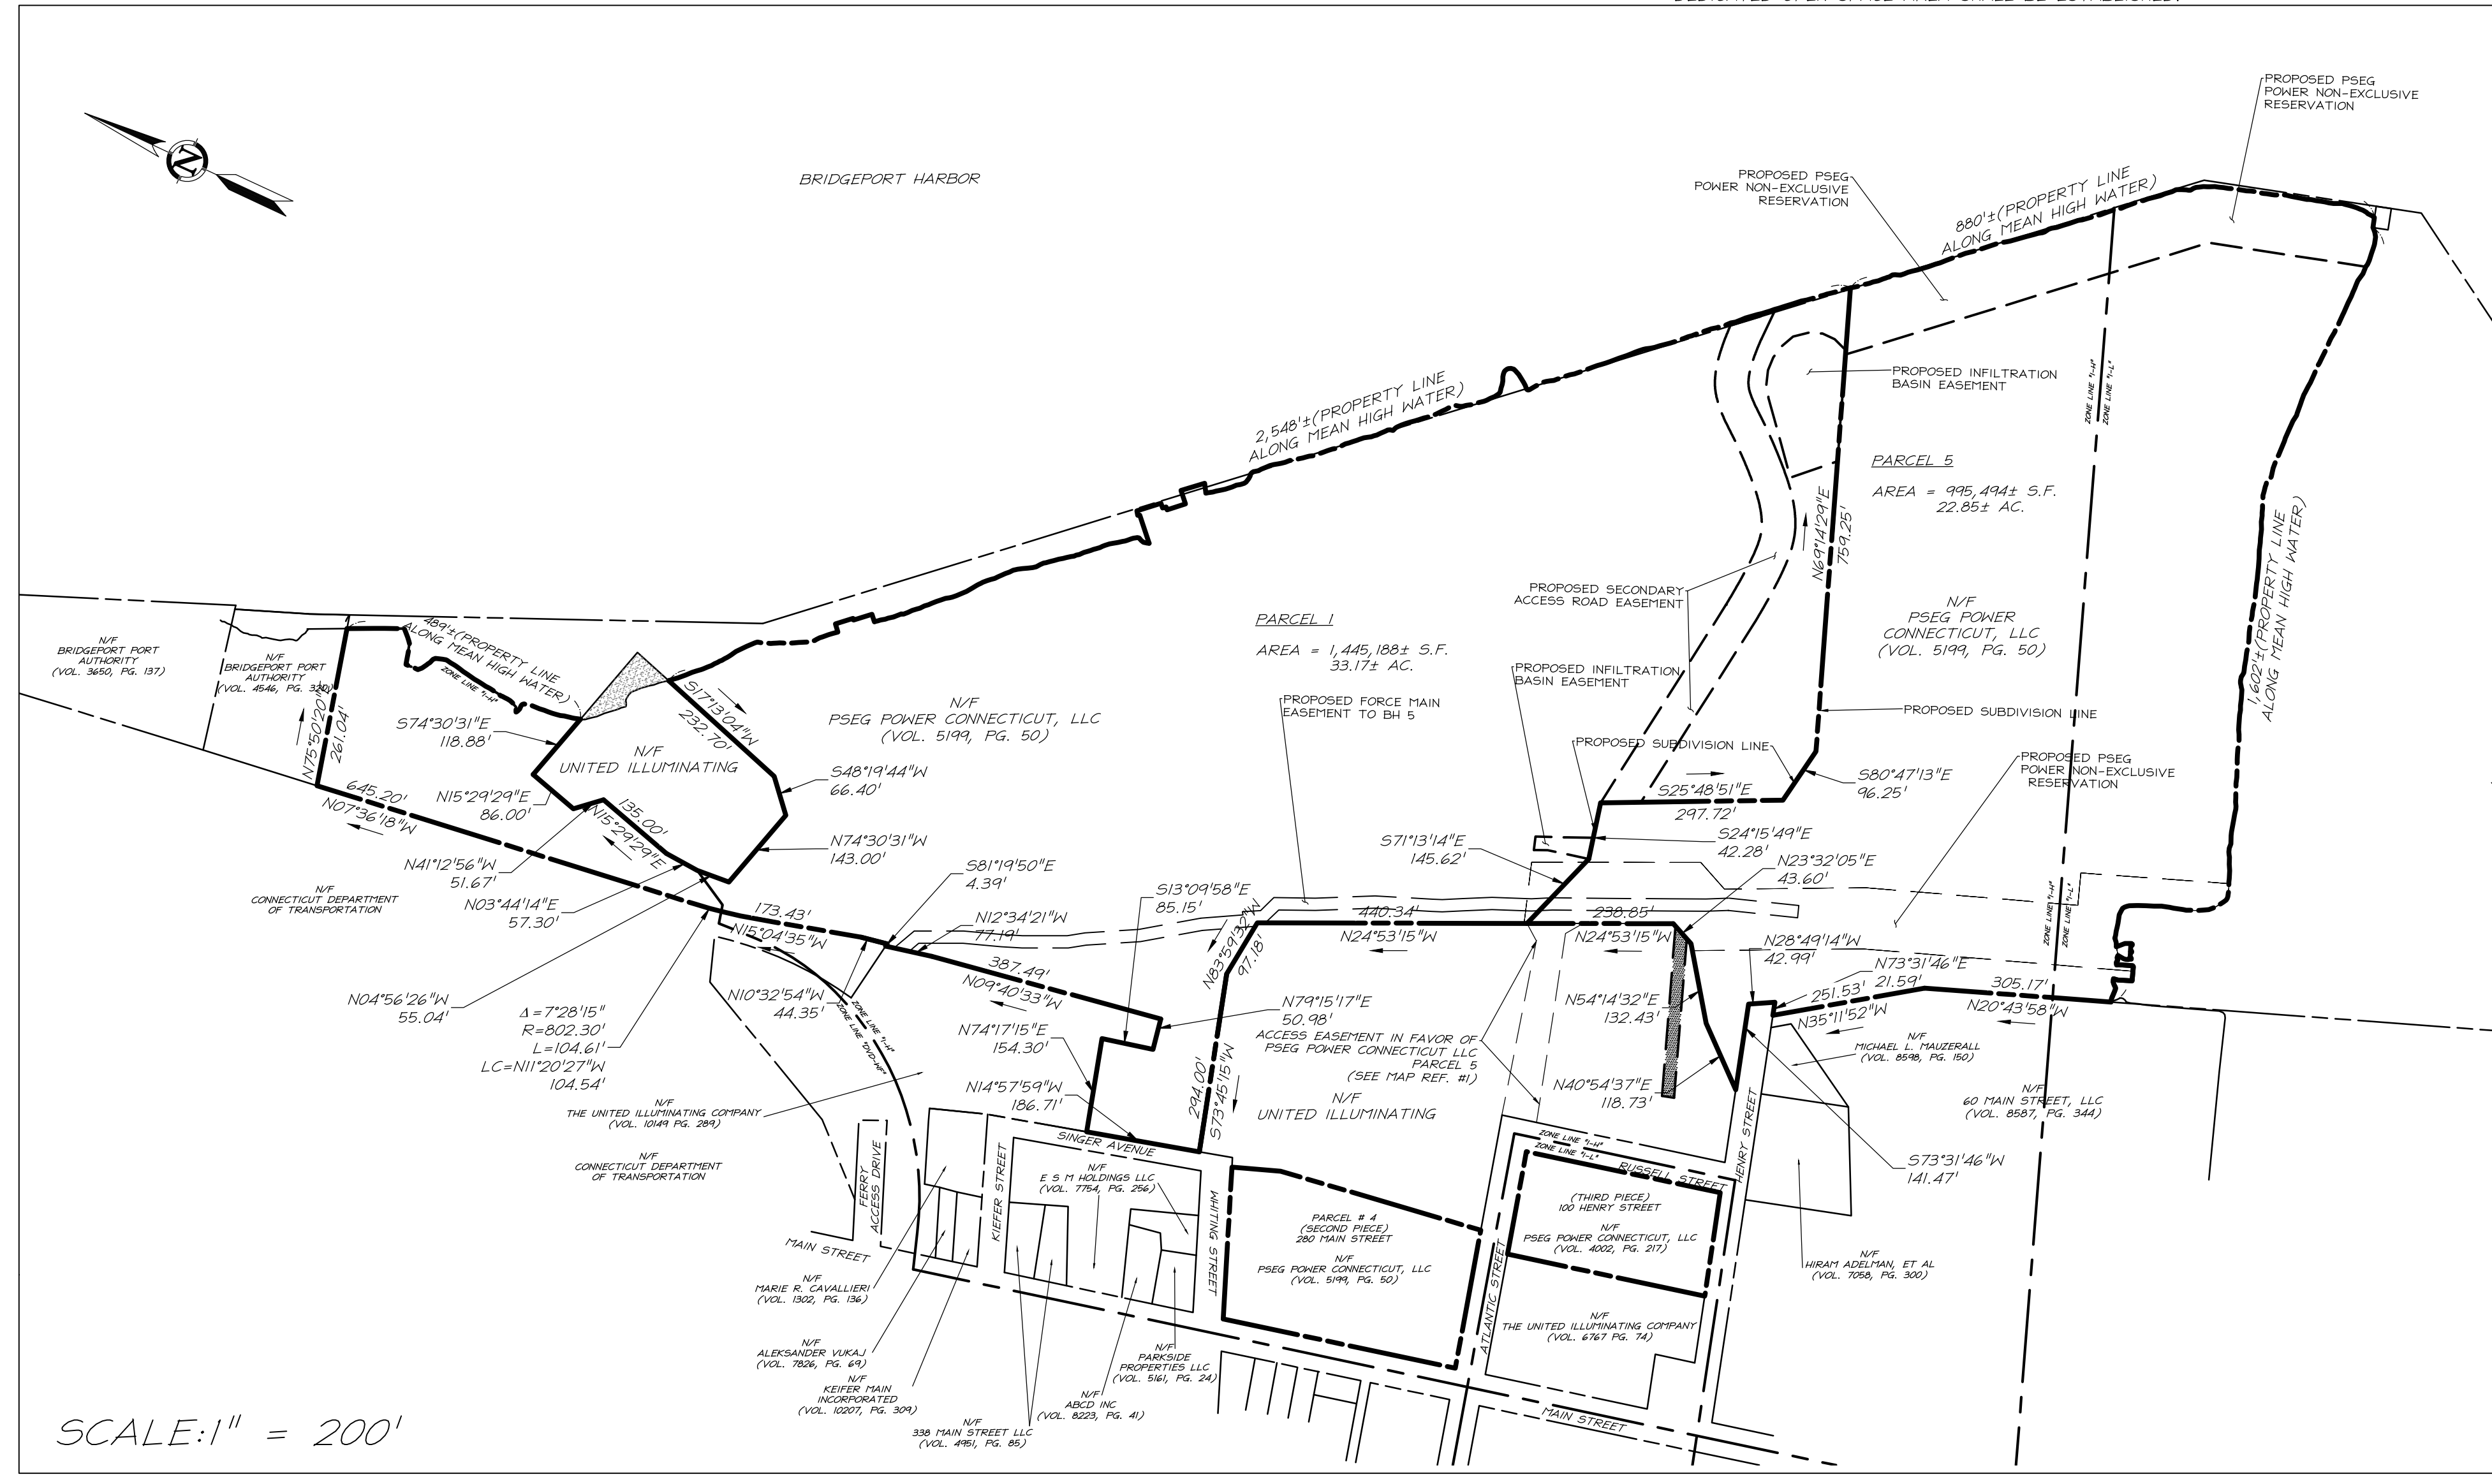 PROPOSED PSEG
POWER NON-EXCLUSIVE
RESERVATION
N
BRIDGEPORT HARBOR
PROPOSED PSEG
POWER NON-EXCLUSIVE
RESERVATION
880'±(PROPERTY LINE
ALONG MEAN HIGH WATER)
2,548'±(PROPERTY LINE
ALONG MEAN HIGH WATER)
PROPOSED INFILTRATION
BASIN EASEMENT
ZONE LINE "I-H"
ZONE LINE "I-L"
PARCEL 5
AREA = 995,494± S.F.
22.85± AC.
N69°14'29"E
759.25'
1,602'±(PROPERTY LINE
ALONG MEAN HIGH WATER)
PROPOSED SECONDARY
ACCESS ROAD EASEMENT
N/F
PSEG POWER
CONNECTICUT, LLC
(VOL. 5199, PG. 50)
PARCEL 1
AREA = 1,445,188± S.F.
33.17± AC.
N/F
BRIDGEPORT PORT
AUTHORITY
(VOL. 3650, PG. 137)
N/F
BRIDGEPORT PORT
AUTHORITY
(VOL. 4546, PG. 320)
489'±(PROPERTY LINE
ALONG MEAN HIGH WATER)
ZONE LINE "I-H"
N75°50'20"E
261.04'
S74°30'31"E
118.88'
S17°13'04"W
232.70'
N/F
PSEG POWER CONNECTICUT, LLC
(VOL. 5199, PG. 50)
N/F
UNITED ILLUMINATING
PROPOSED FORCE MAIN
EASEMENT TO BH 5
PROPOSED INFILTRATION
BASIN EASEMENT
PROPOSED SUBDIVISION LINE
PROPOSED SUBDIVISION LINE
S48°19'44"W
66.40'
S80°47'13"E
96.25'
PROPOSED PSEG
POWER NON-EXCLUSIVE
RESERVATION
S25°48'51"E
297.72'
645.20'
N07°36'18"W
N15°29'29"E
86.00'
135.00'
N15°29'29"E
N74°30'31"W
143.00'
S71°13'14"E
145.62'
S24°15'49"E
42.28'
N23°32'05"E
43.60'
N41°12'56"W
51.67'
S81°19'50"E
4.39'
S13°09'58"E
85.15'
N/F
CONNECTICUT DEPARTMENT
OF TRANSPORTATION
N03°44'14"E
57.30'
173.43'
N15°04'35"W
N12°34'21"W
77.19'
N83°59'32"W
97.18'
440.34'
N24°53'15"W
238.85'
N24°53'15"W
N28°49'14"W
42.99'
N73°31'46"E
21.59'
ZONE LINE "I-H"
ZONE LINE "I-L"
387.49'
N09°40'33"W
N04°56'26"W
55.04'
N10°32'54"W
44.35'
ZONE LINE "I-H"
ZONE LINE "DVD-WF"
Δ=7°28'15"
R=802.30'
L=104.61'
LC=N11°20'27"W
104.54'
N79°15'17"E
50.98'
N74°17'15"E
154.30'
N54°14'32"E
132.43'
251.53'
N35°11'52"W
305.17'
N20°43'58"W
ACCESS EASEMENT IN FAVOR OF
PSEG POWER CONNECTICUT LLC
PARCEL 5
(SEE MAP REF. #1)
N/F
MICHAEL L. MAUZERALL
(VOL. 8598, PG. 150)
N14°57'59"W
186.71'
294.00'
S73°45'15"W
N/F
UNITED ILLUMINATING
N40°54'37"E
118.73'
N/F
60 MAIN STREET, LLC
(VOL. 8587, PG. 344)
N/F
THE UNITED ILLUMINATING COMPANY
(VOL. 10149 PG. 289)
N/F
CONNECTICUT DEPARTMENT
OF TRANSPORTATION
FERRY
ACCESS DRIVE
KIEFER STREET
SINGER AVENUE
N/F
E S M HOLDINGS LLC
(VOL. 7754, PG. 256)
WHITING STREET
ZONE LINE "I-H"
ZONE LINE "I-L"
RUSSELL STREET
HENRY STREET
S73°31'46"W
141.47'
(THIRD PIECE)
100 HENRY STREET
N/F
PSEG POWER CONNECTICUT, LLC
(VOL. 4002, PG. 217)
PARCEL # 4
(SECOND PIECE)
280 MAIN STREET
N/F
PSEG POWER CONNECTICUT, LLC
(VOL. 5199, PG. 50)
ATLANTIC STREET
MAIN STREET
N/F
HIRAM ADELMAN, ET AL
(VOL. 7058, PG. 300)
N/F
MARIE R. CAVALLIERI
(VOL. 1302, PG. 136)
N/F
THE UNITED ILLUMINATING COMPANY
(VOL. 6767 PG. 74)
N/F
ALEKSANDER VUKAJ
(VOL. 7826, PG. 69)
N/F
PARKSIDE
PROPERTIES LLC
(VOL. 5161, PG. 24)
N/F
KEIFER MAIN
INCORPORATED
(VOL. 10207, PG. 309)
N/F
ABCD INC
(VOL. 8223, PG. 41)
N/F
338 MAIN STREET LLC
(VOL. 4951, PG. 85)
MAIN STREET
SCALE:1" = 200'